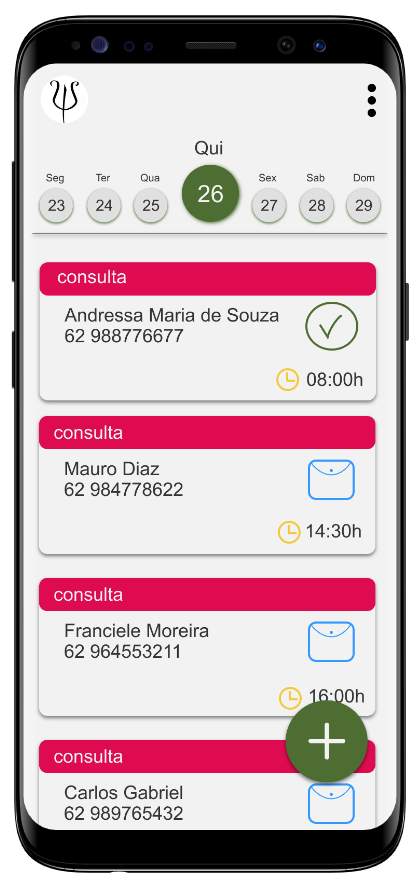 Qui
Seg Ter Qua Sex Sab Dom
23 24 25 26 27 28 29
consulta
Andressa Maria de Souza
62 988776677
08:00h
consulta
Mauro Diaz
62 984778622
14:30h
consulta
Franciele Moreira
62 964553211
16:00h
consulta
Carlos Gabriel
62 989765432